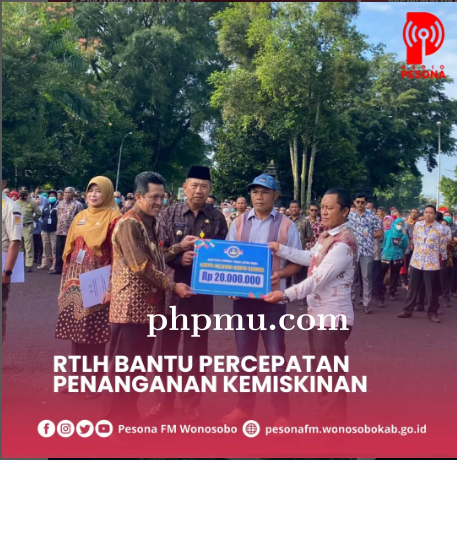 RADIO
PESONA
Rp 20.000.000
phpmu.com
RTLH BANTU PERCEPATAN
PENANGANAN KEMISKINAN
Pesona FM Wonosobo pesonafm.wonosobokab.go.id